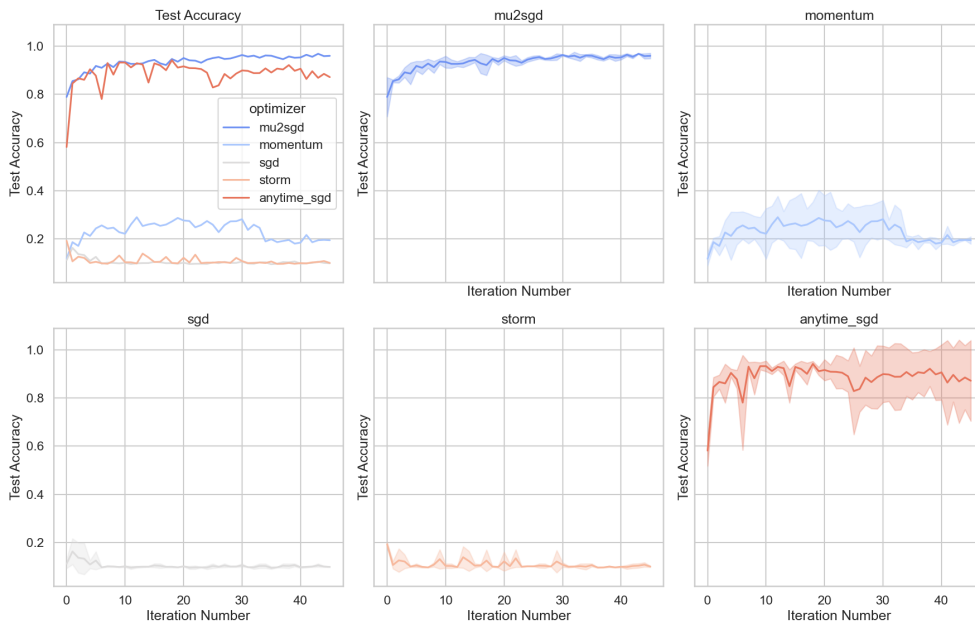 Test Accuracy
mu2sgd
momentum
Test Accuracy
1.0
0.8
0.6
0.4
0.2
optimizer
mu2sgd
momentum
sgd
storm
anytime_sgd
Test Accuracy
Iteration Number
Test Accuracy
Iteration Number
sgd
storm
anytime_sgd
Test Accuracy
1.0
0.8
0.6
0.4
0.2
0
10
20
30
40
Iteration Number
Test Accuracy
0
10
20
30
40
Iteration Number
Test Accuracy
0
10
20
30
40
Iteration Number